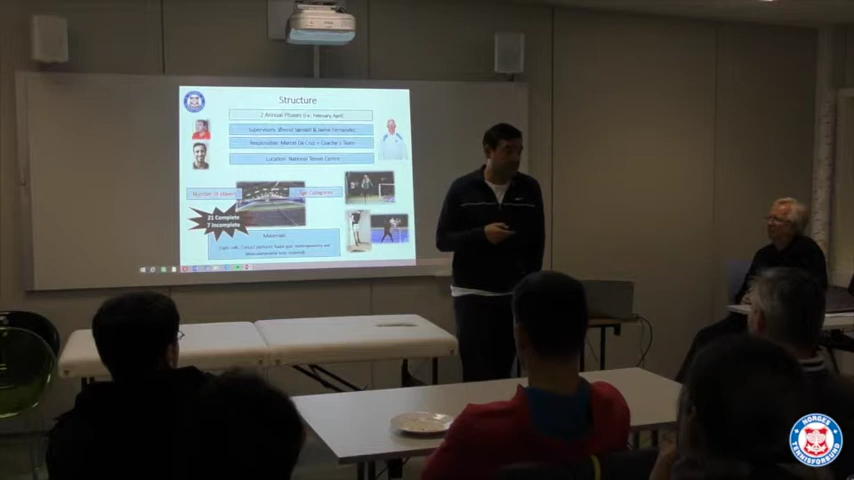 Structure
2 Annual Phases (i.e. February, April)
Supervisors: Øivind Sørvald & Jaime Fernandez
Responsible: Marcel Da Cruz + Coache's Team
Location: National Tennis Centre
Number of players
Age Categories
21 Complete
7 Incomplete
Materials
NORGES
TENNISFORBUND